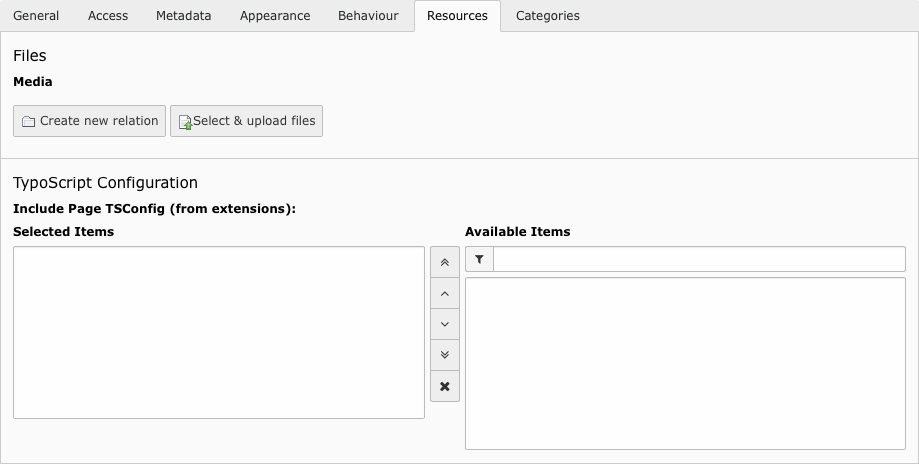 General Access Metadata Appearance Behaviour Resources Categories
Files
Media
Create new relation Select & upload files
TypoScript Configuration
Include Page TSConfig (from extensions):
Selected Items Available Items